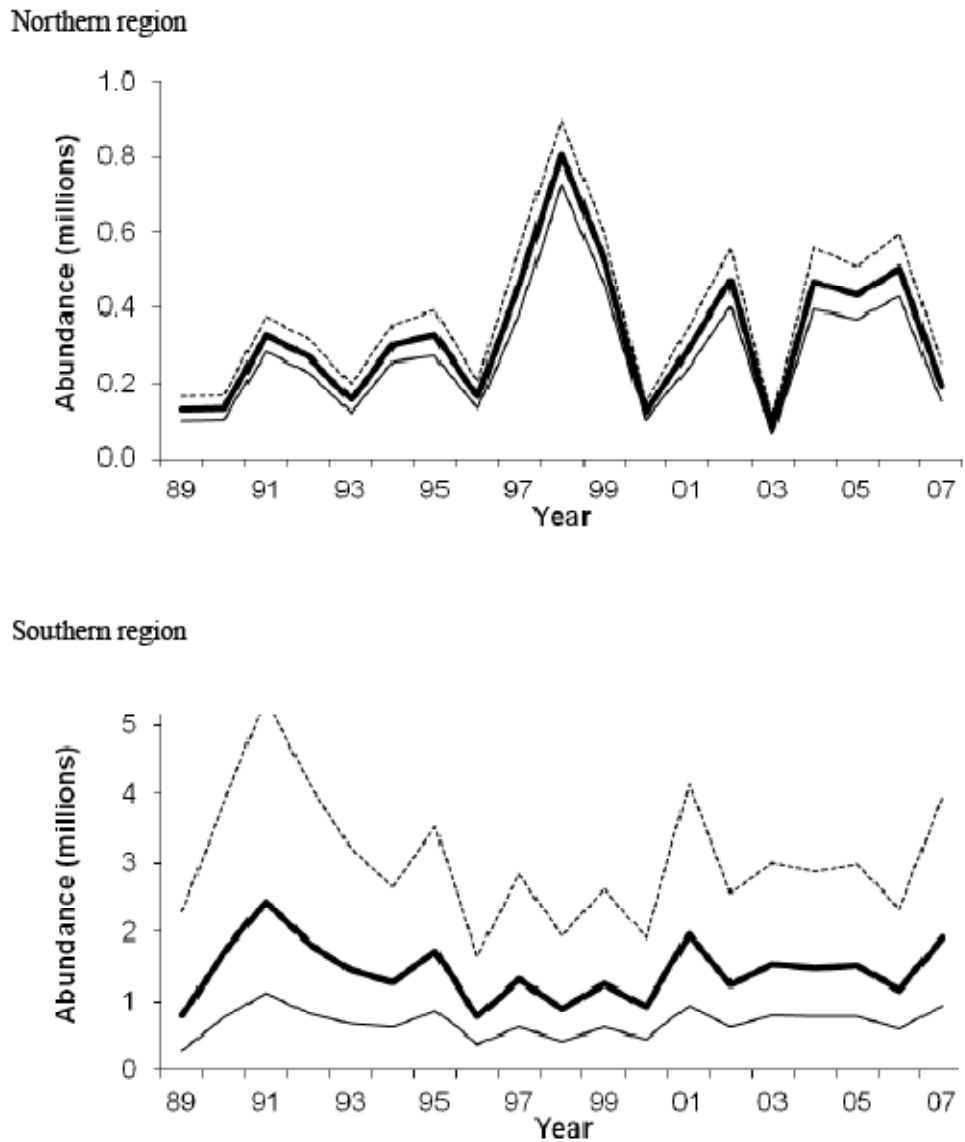 Northern region
1.0
0.8
0.6
0.4
0.2
0.0
Abundance (millions)
89 91 93 95 97 99 01 03 05 07
Year
Southern region
5
4
3
2
1
0
Abundance (millions)
89 91 93 95 97 99 01 03 05 07
Year